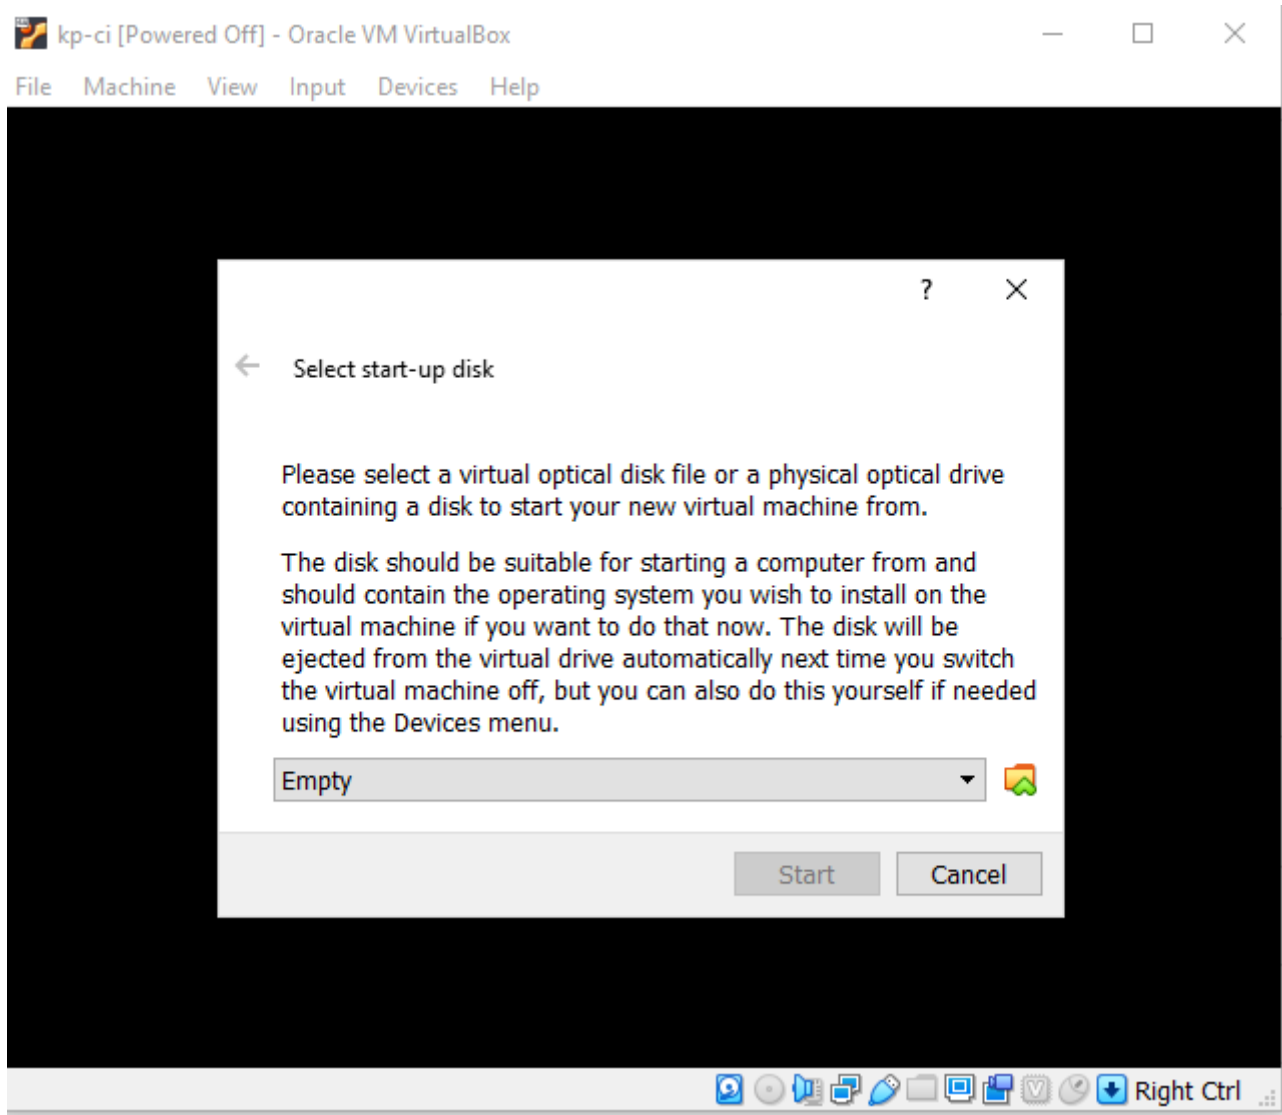 kp-ci [Powered Off] - Oracle VM VirtualBox
File Machine View Input Devices Help
?
Select start-up disk
Please select a virtual optical disk file or a physical optical drive
containing a disk to start your new virtual machine from.
The disk should be suitable for starting a computer from and
should contain the operating system you wish to install on the
virtual machine if you want to do that now. The disk will be
ejected from the virtual drive automatically next time you switch
the virtual machine off, but you can also do this yourself if needed
using the Devices menu.
Empty
Start Cancel
Right Ctrl